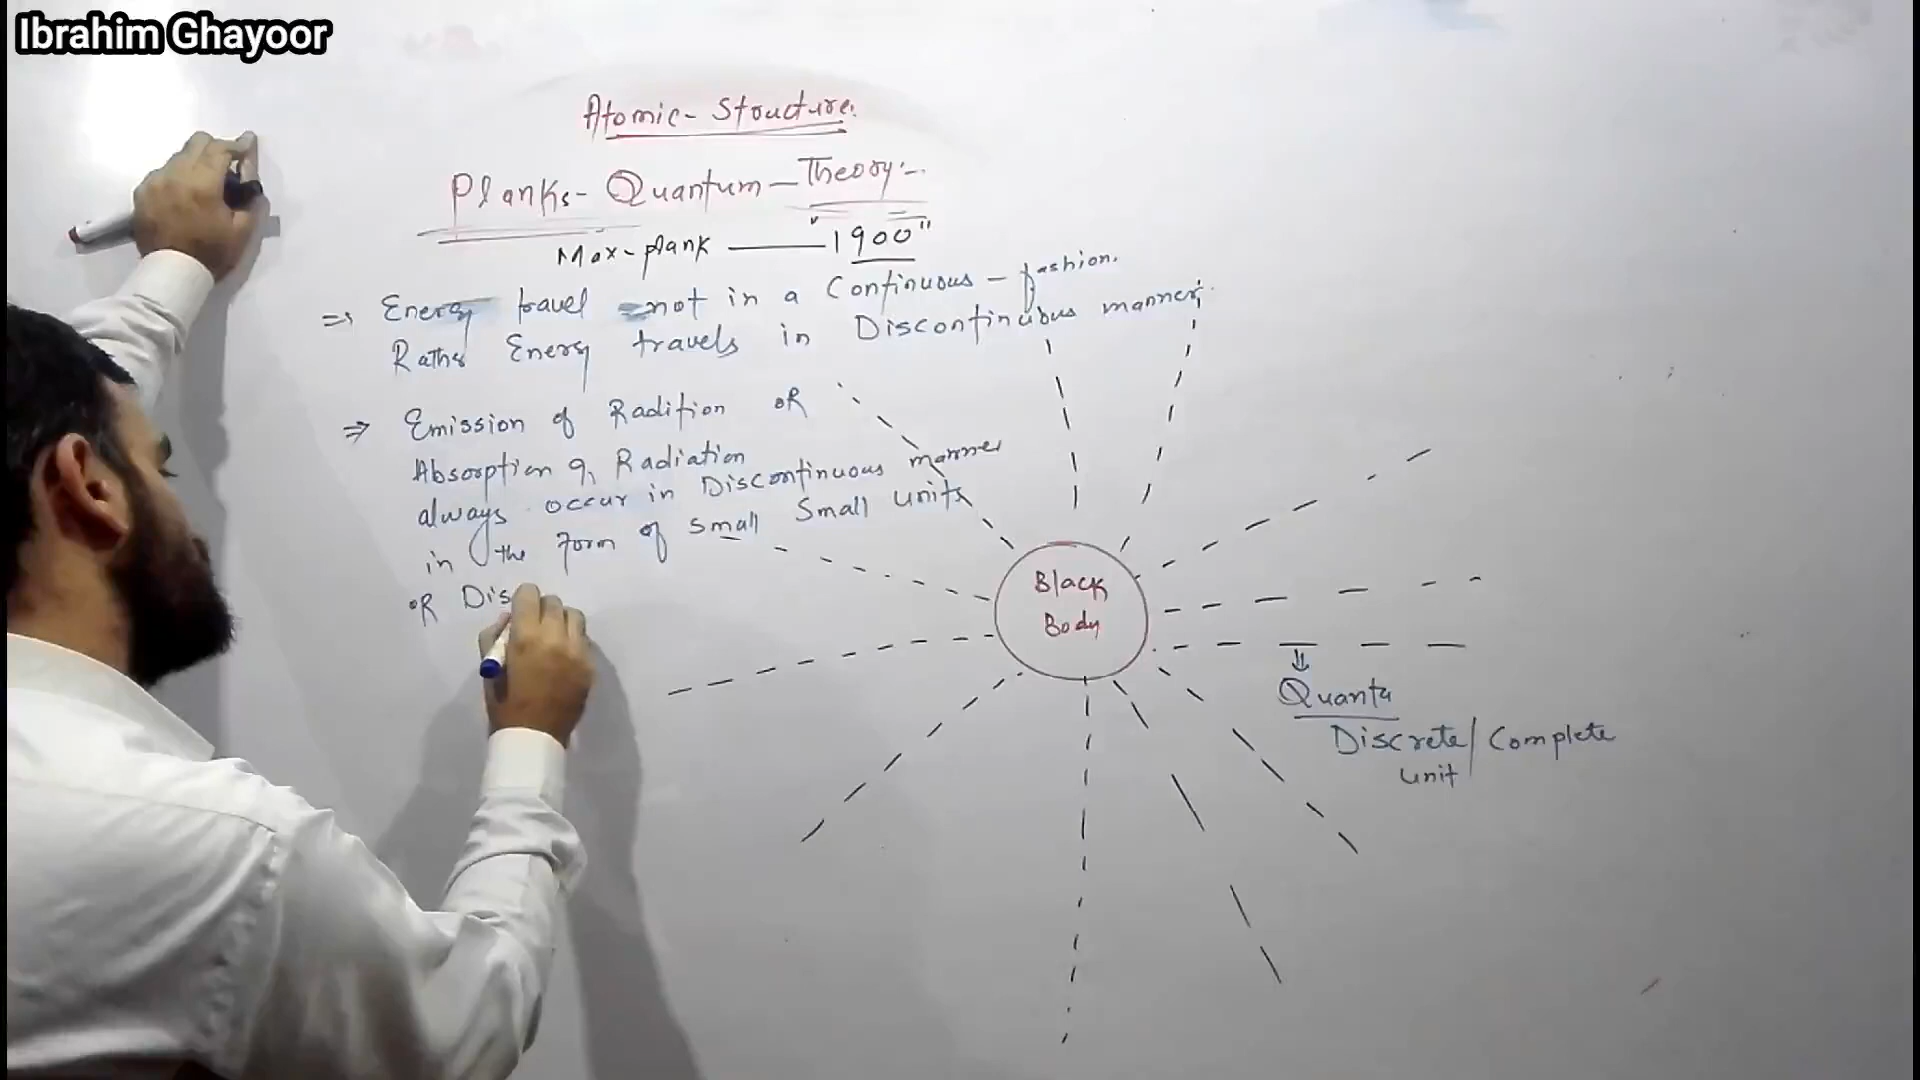 Ibrahim Ghayoor
Atomic- Structure.
Planks- Quantum - Theory:-
Max-plank — "1900"
⇒ Energy travel not in a Continuous - fashion.
Raths Energy travels in Discontinuous manner.
⇒ Emission of Radition OR
Absorption of Radiation
always occur in Discontinuous manner
in the form of small Small units
OR Dis
Black
Body
⇓
Quanta
Discrete/Complete
unit